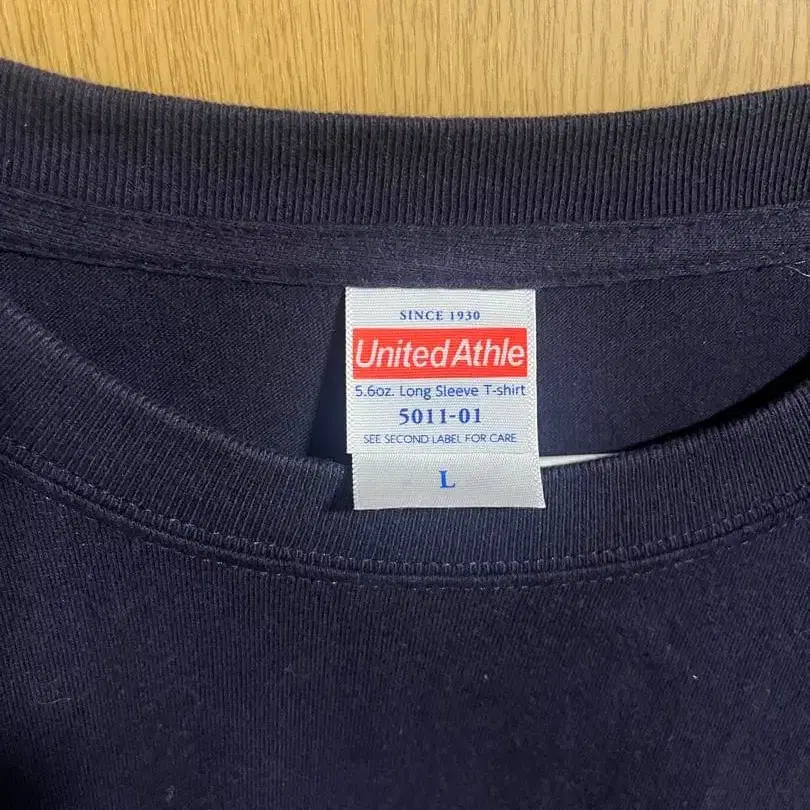 SINCE 1930
United Athle
5.6oz. Long Sleeve T-shirt
5011-01
SEE SECOND LABEL FOR CARE
L